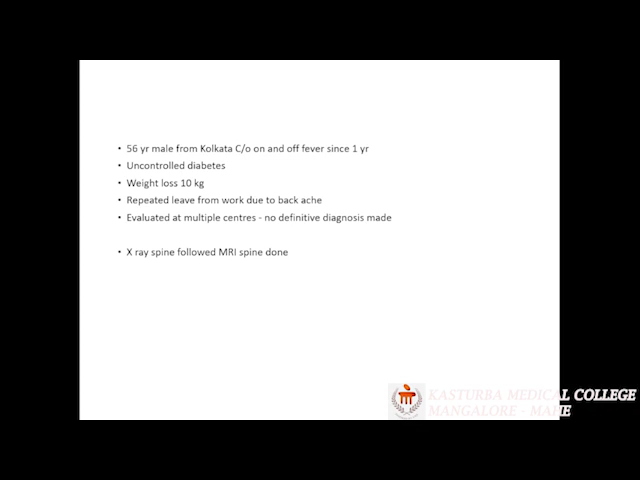 • 56 yr male from Kolkata C/o on and off fever since 1 yr
• Uncontrolled diabetes
• Weight loss 10 kg
• Repeated leave from work due to back ache
• Evaluated at multiple centres - no definitive diagnosis made
• X ray spine followed MRI spine done
KASTURBA MEDICAL COLLEGE
MANGALORE - MAHE